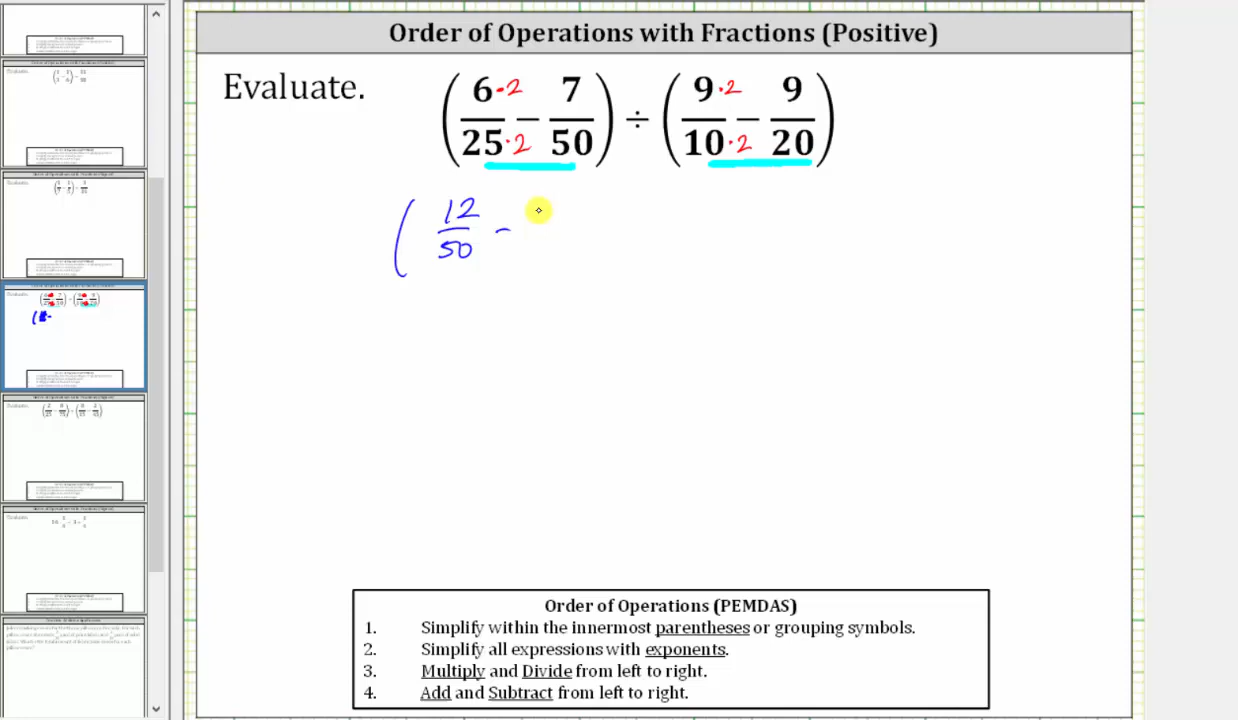 Order of Operations with Fractions (Positive)
Evaluate. (6·2/25·2 − 7/50) ÷ (9·2/10·2 − 9/20)
(12/50 −
Order of Operations (PEMDAS)
1. Simplify within the innermost parentheses or grouping symbols.
2. Simplify all expressions with exponents.
3. Multiply and Divide from left to right.
4. Add and Subtract from left to right.